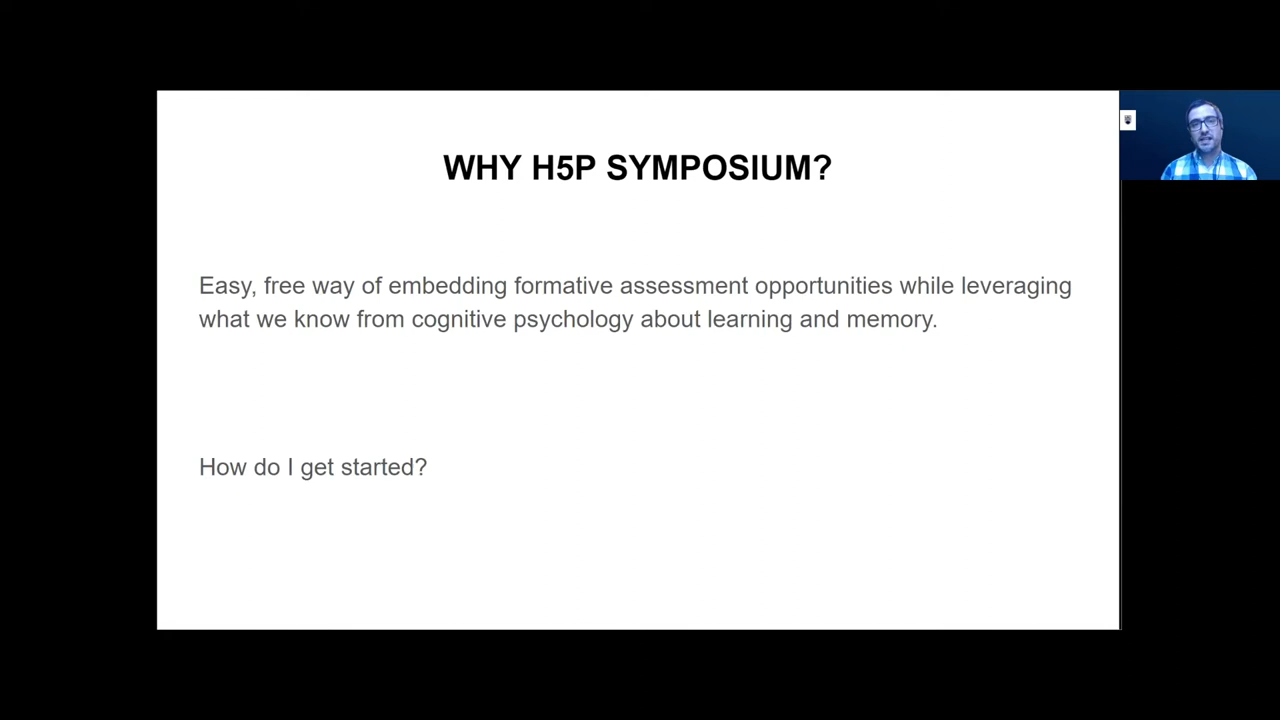 WHY H5P SYMPOSIUM?
Easy, free way of embedding formative assessment opportunities while leveraging
what we know from cognitive psychology about learning and memory.
How do I get started?